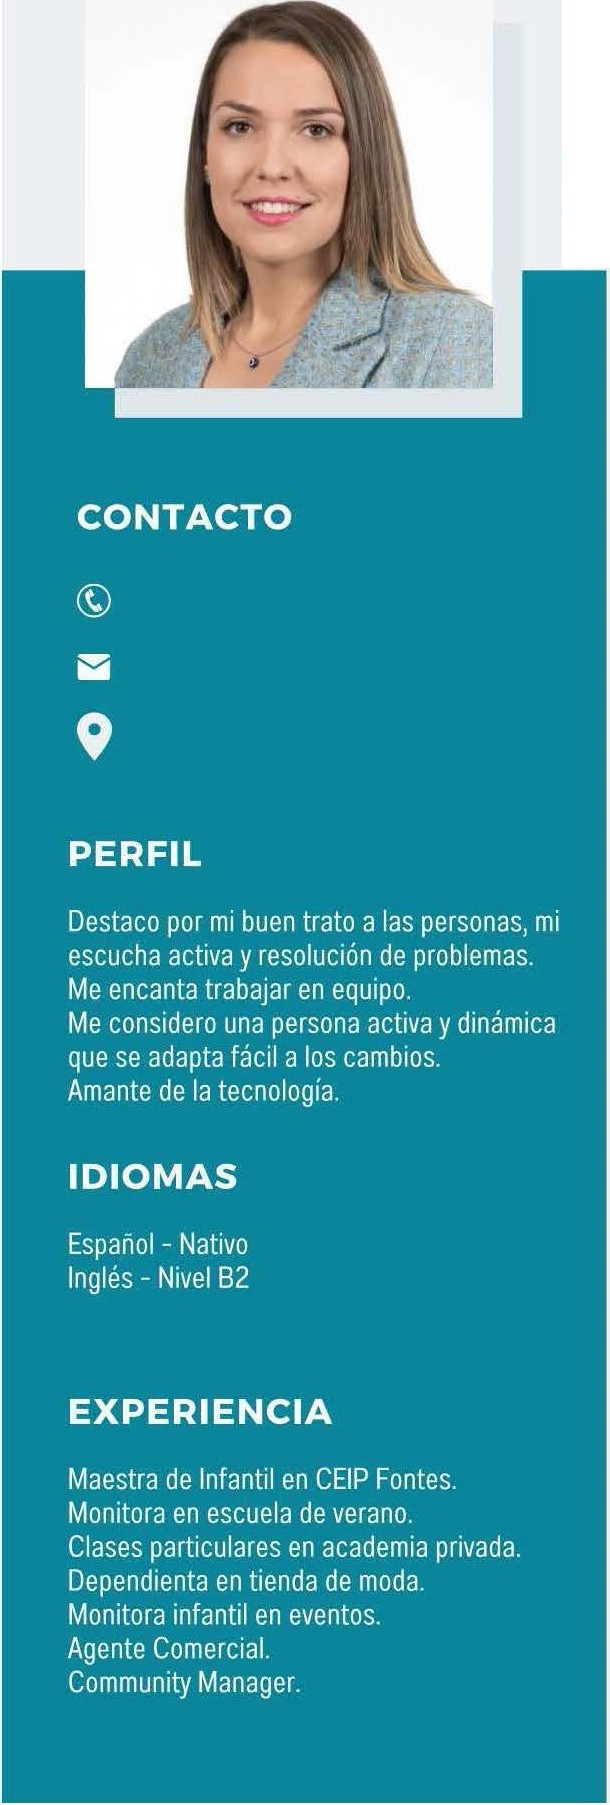 CONTACTO
PERFIL
Destaco por mi buen trato a las personas, mi
escucha activa y resolución de problemas.
Me encanta trabajar en equipo.
Me considero una persona activa y dinámica
que se adapta fácil a los cambios.
Amante de la tecnología.
IDIOMAS
Español - Nativo
Inglés - Nivel B2
EXPERIENCIA
Maestra de Infantil en CEIP Fontes.
Monitora en escuela de verano.
Clases particulares en academia privada.
Dependienta en tienda de moda.
Monitora infantil en eventos.
Agente Comercial.
Community Manager.